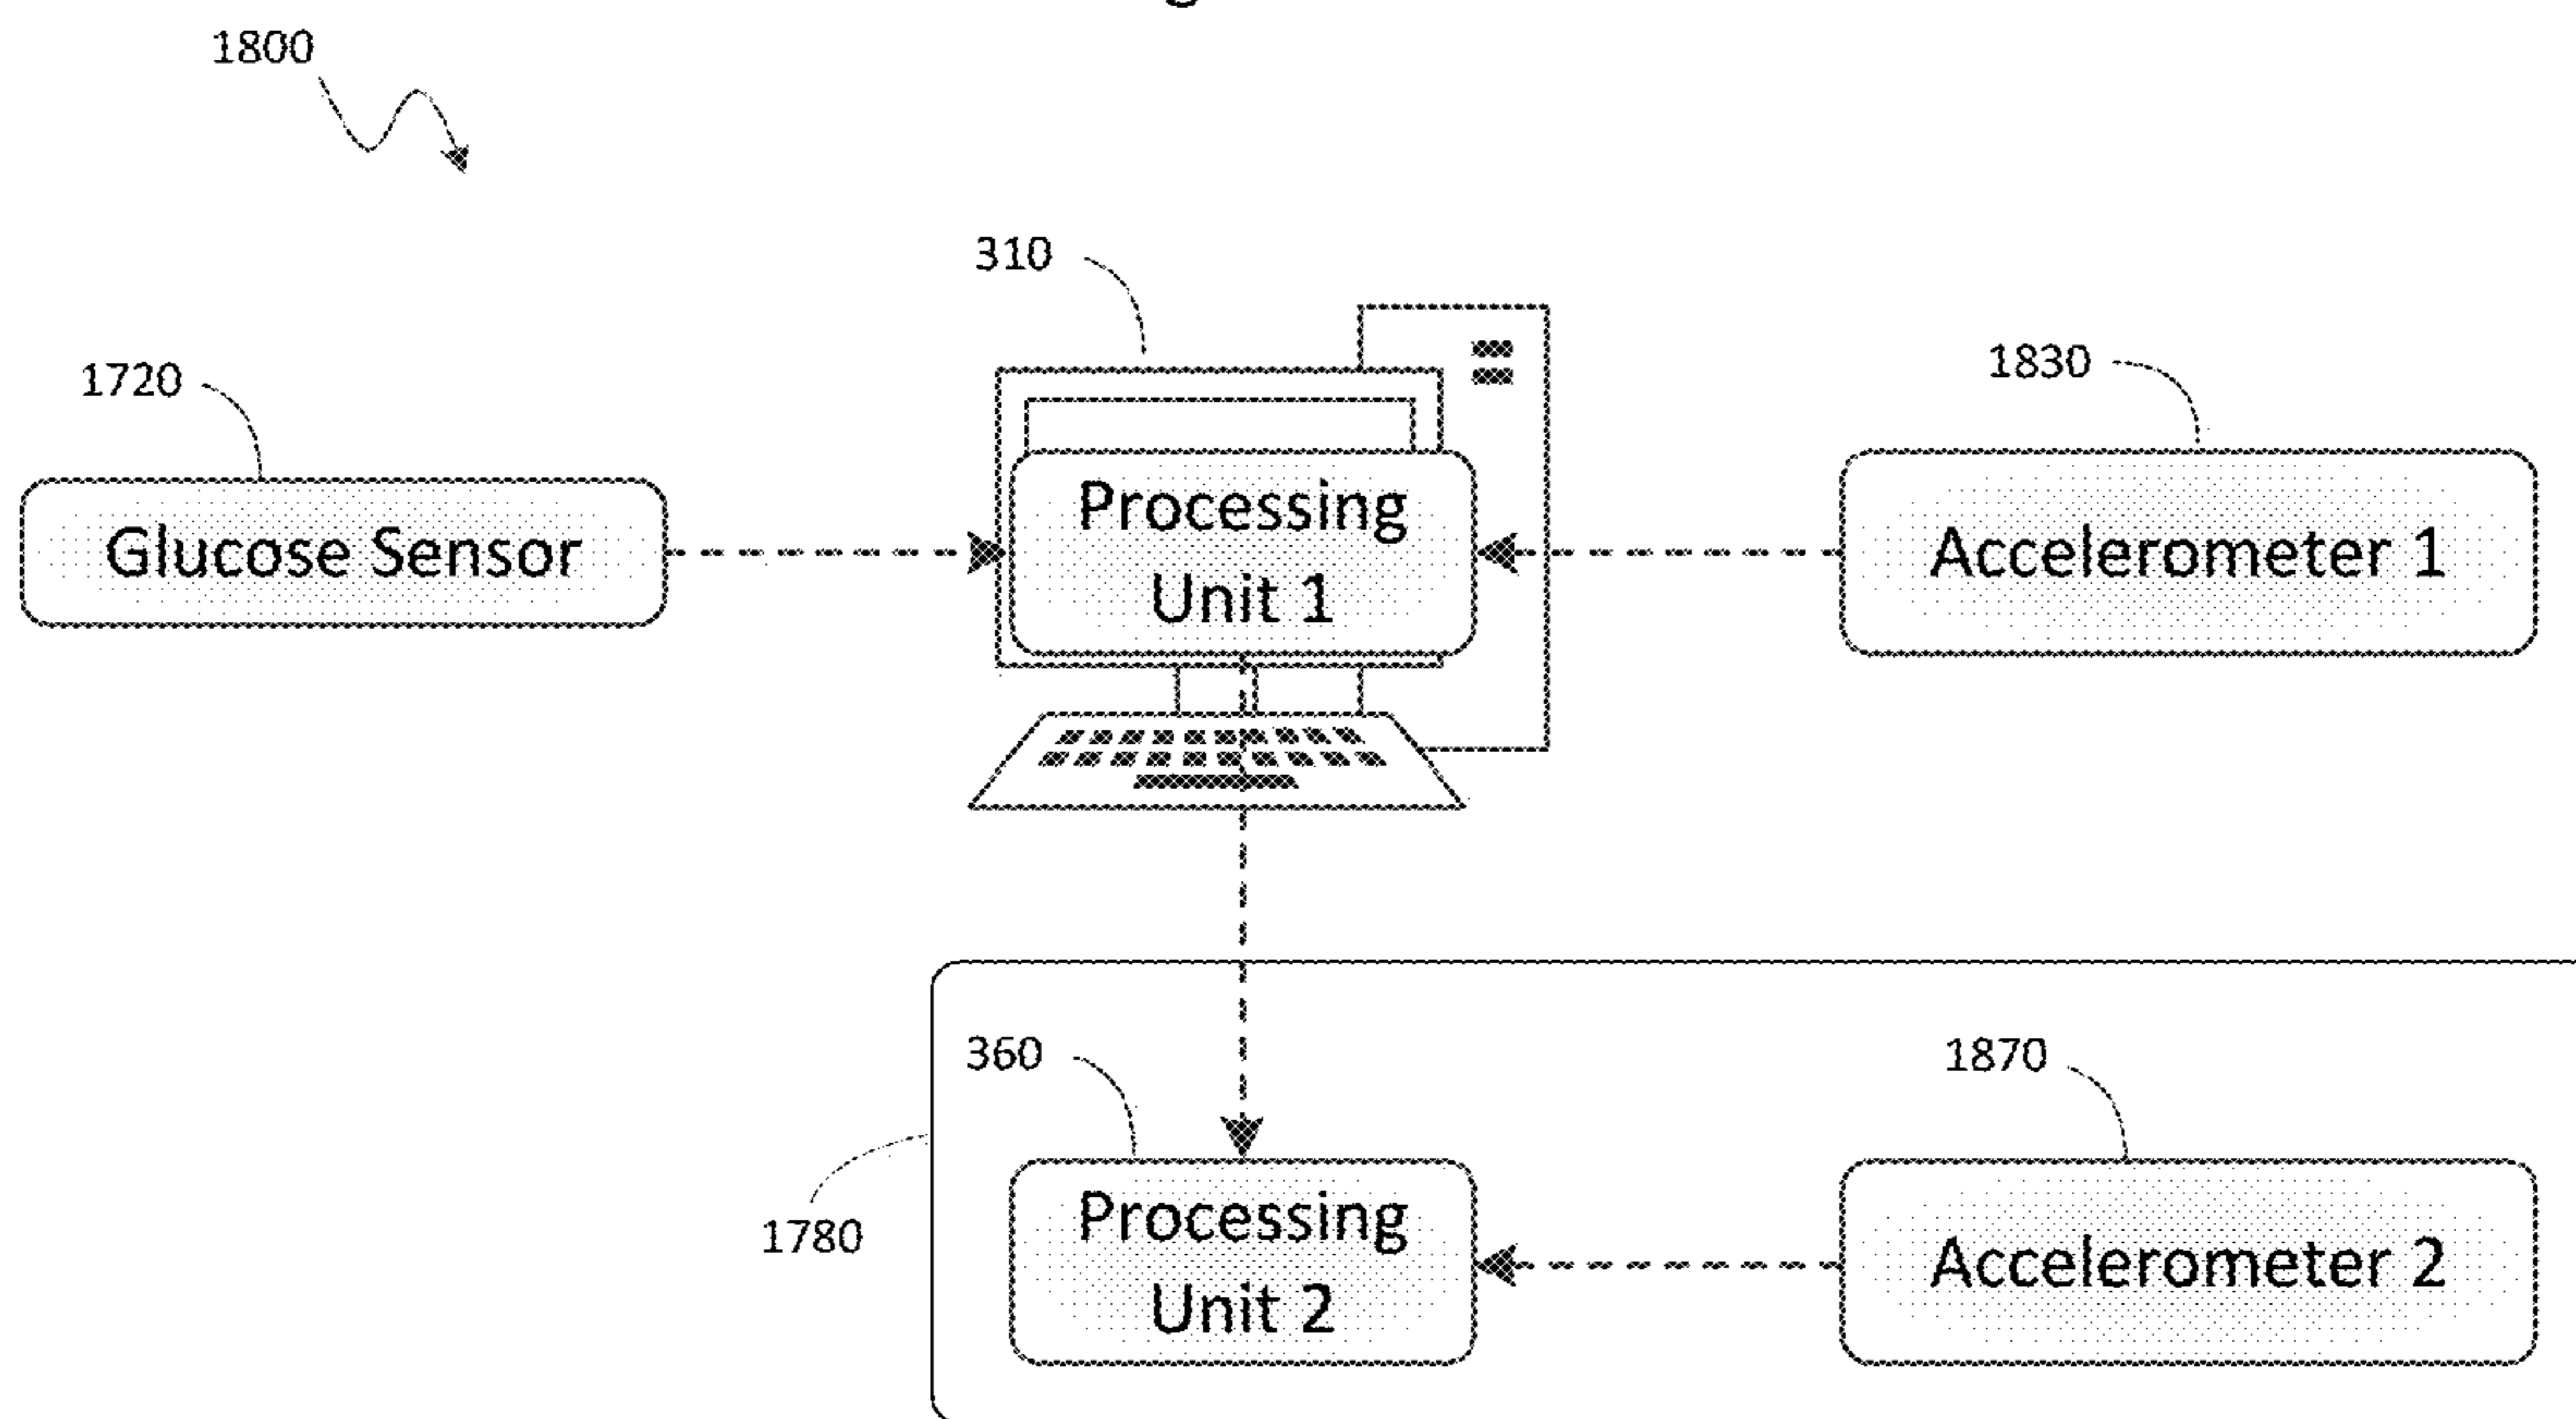 1800
310
1720
1830
Glucose Sensor
Processing
Unit 1
Accelerometer 1
360
1870
1780
Processing
Unit 2
Accelerometer 2